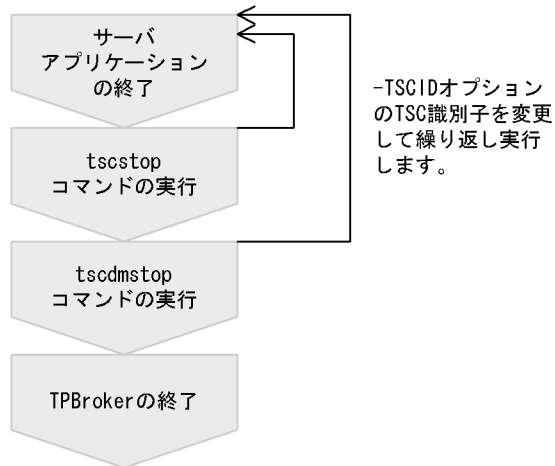 サーバ
アプリケーション
の終了
tscstop
コマンドの実行
tscdmstop
コマンドの実行
TPBrokerの終了
-TSCIDオプション
のTSC識別子を変更
して繰り返し実行
します。